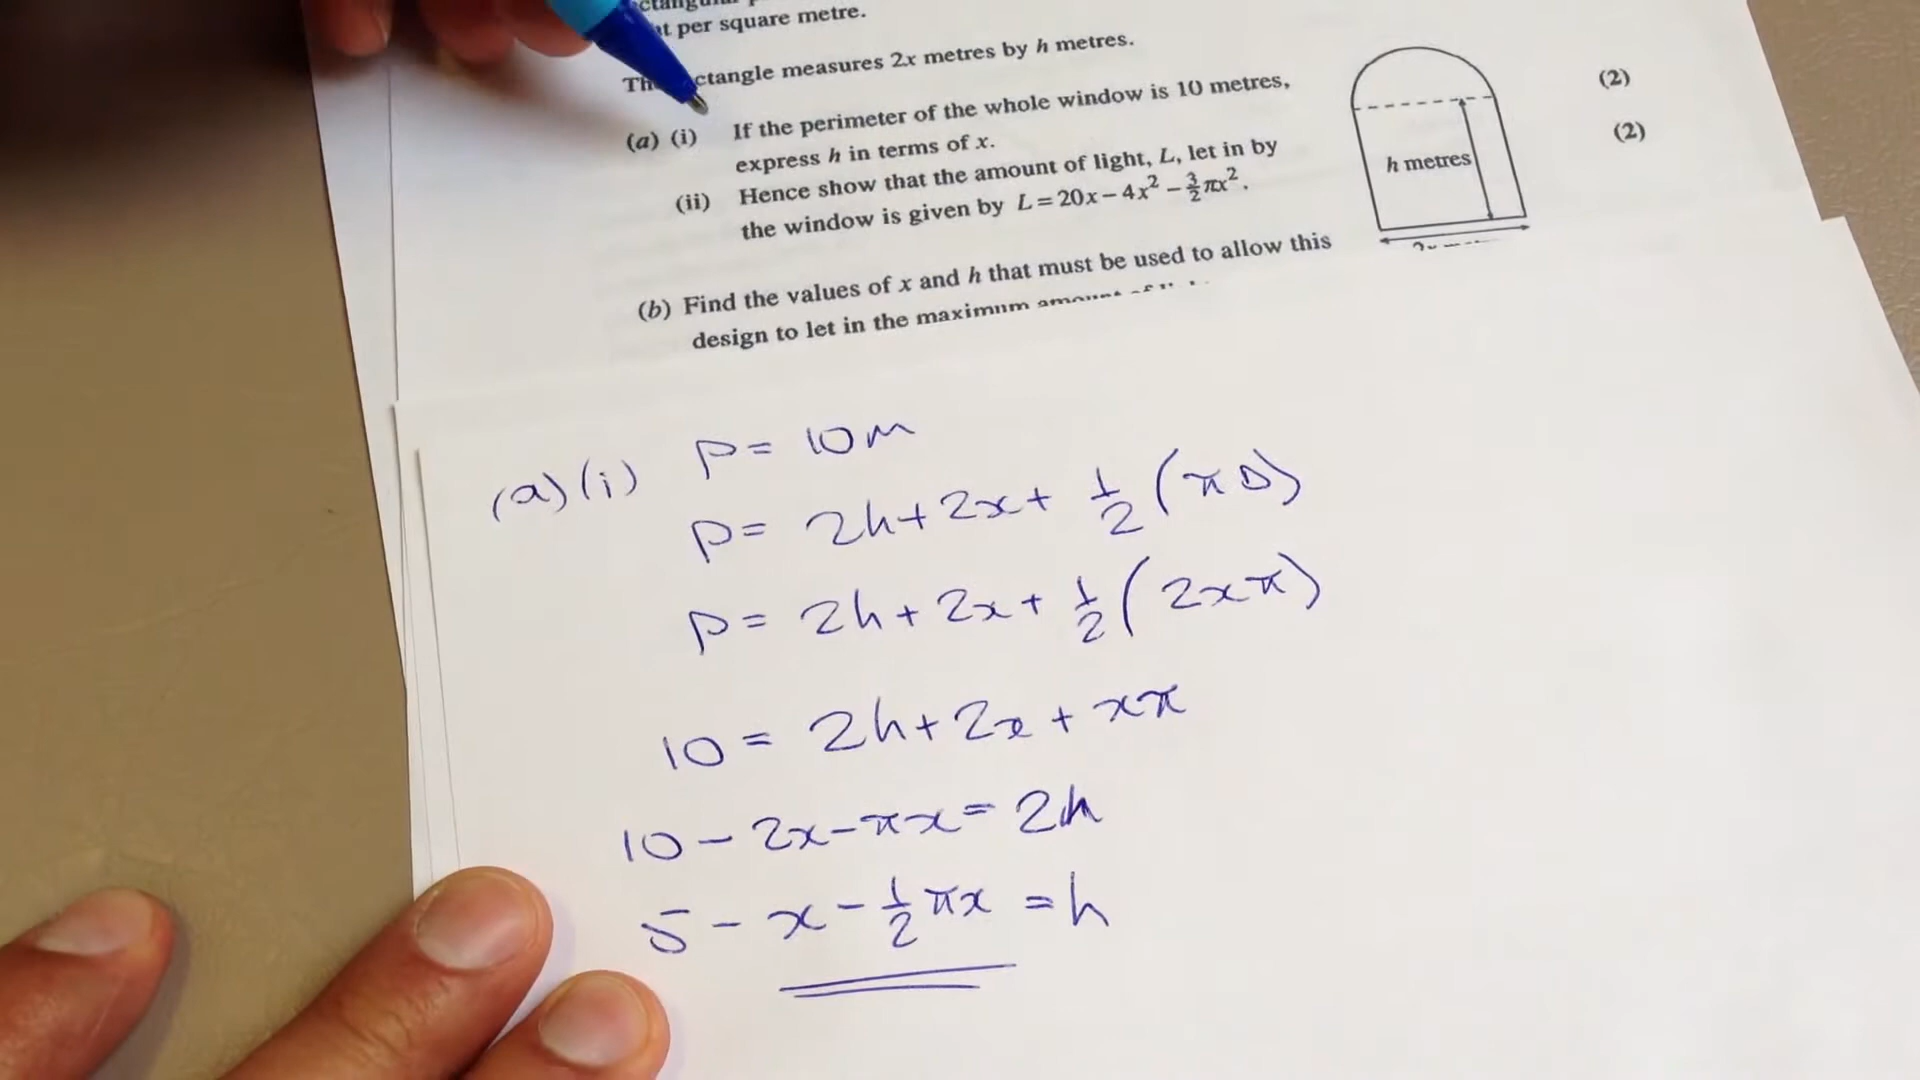 per square metre.
ctangle measures 2x metres by h metres.
(a) (i) If the perimeter of the whole window is 10 metres,
express h in terms of x.
(2)
(ii) Hence show that the amount of light, L, let in by
the window is given by L = 20x – 4x² – 3/2πx².
(2)
h metres
(b) Find the values of x and h that must be used to allow this
design to let in the maximum
(a)(i) P = 10m
P = 2h + 2x + 1/2 (πD)
P = 2h + 2x + 1/2 (2xπ)
10 = 2h + 2x + xπ
10 – 2x – πx = 2h
5 – x – 1/2 πx = h